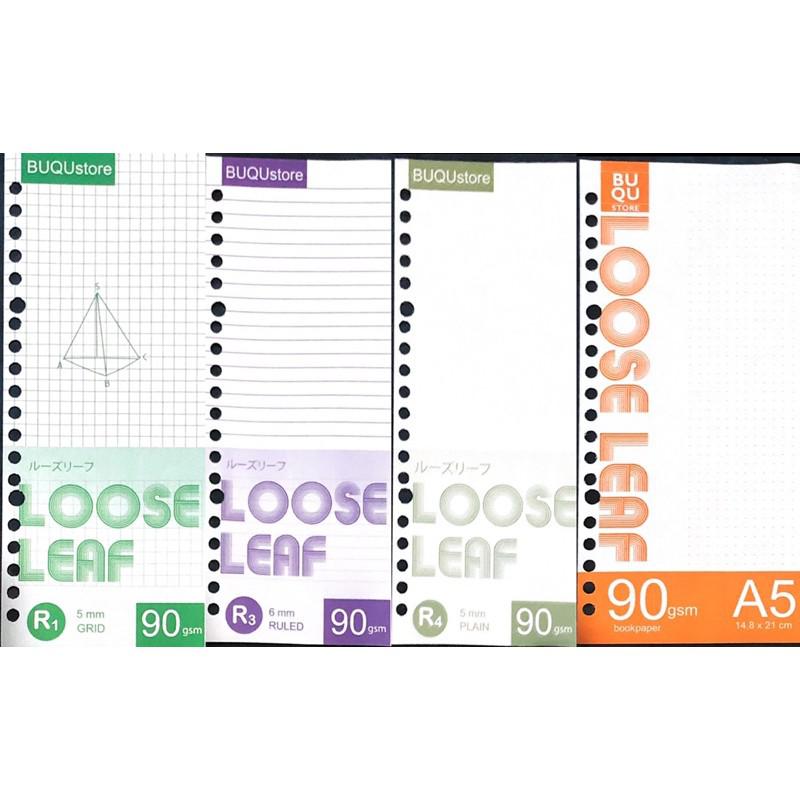 BUQUstore
S
A
B
C
ルーズリーフ
LOOSE
LEAF
R1
5 mm
GRID
90 gsm
BUQUstore
ルーズリーフ
LOOSE
LEAF
R3
6 mm
RULED
90 gsm
BUQUstore
ルーズリーフ
LOOSE
LEAF
R4
5 mm
PLAIN
90 gsm
BU
QU
STORE
LOOSE LEAF
90 gsm
bookpaper
A5
14.8 x 21 cm